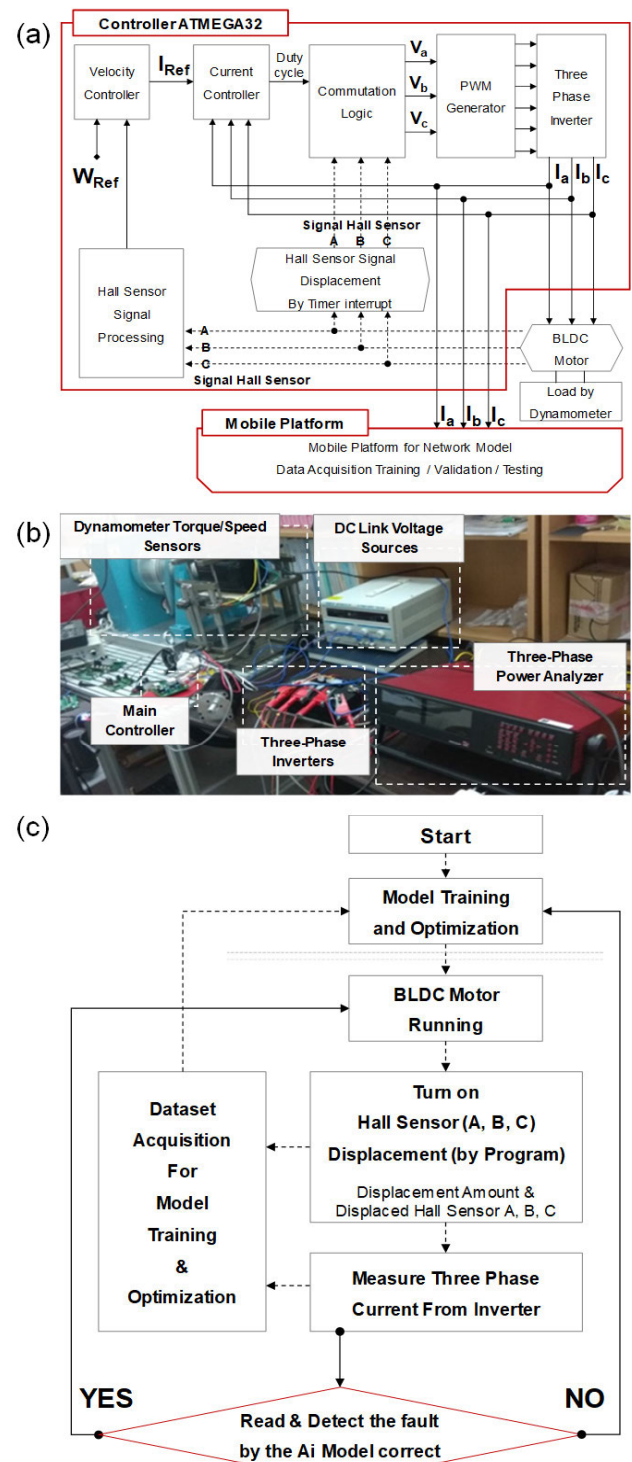 (a)
Controller ATMEGA32
Velocity
Controller
I Ref
Current
Controller
Duty
cycle
Commutation
Logic
Va
Vb
Vc
PWM
Generator
Three
Phase
Inverter
WRef
Ia Ib Ic
Signal Hall Sensor
A B C
Hall Sensor Signal
Displacement
By Timer interrupt
Hall Sensor
Signal
Processing
A
B
C
Signal Hall Sensor
BLDC
Motor
Load by
Dynamometer
Ia Ib Ic
Mobile Platform
Mobile Platform for Network Model
Data Acquisition Training / Validation / Testing
(b)
Dynamometer Torque/Speed
Sensors
DC Link Voltage
Sources
Three-Phase
Power Analyzer
Main
Controller
Three-Phase
Inverters
(c)
Start
Model Training
and Optimization
BLDC Motor
Running
Turn on
Hall Sensor (A, B, C)
Displacement (by Program)
Displacement Amount &
Displaced Hall Sensor A, B, C
Dataset
Acquisition
For
Model
Training
&
Optimization
Measure Three Phase
Current From Inverter
YES
NO
Read & Detect the fault
by the Ai Model correct